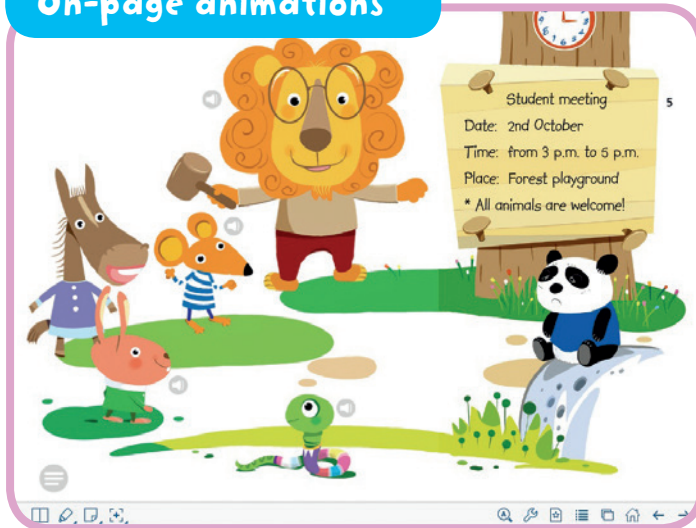 On-page animations
Student meeting
5
Date: 2nd October
Time: from 3 p.m. to 5 p.m.
Place: Forest playground
* All animals are welcome!